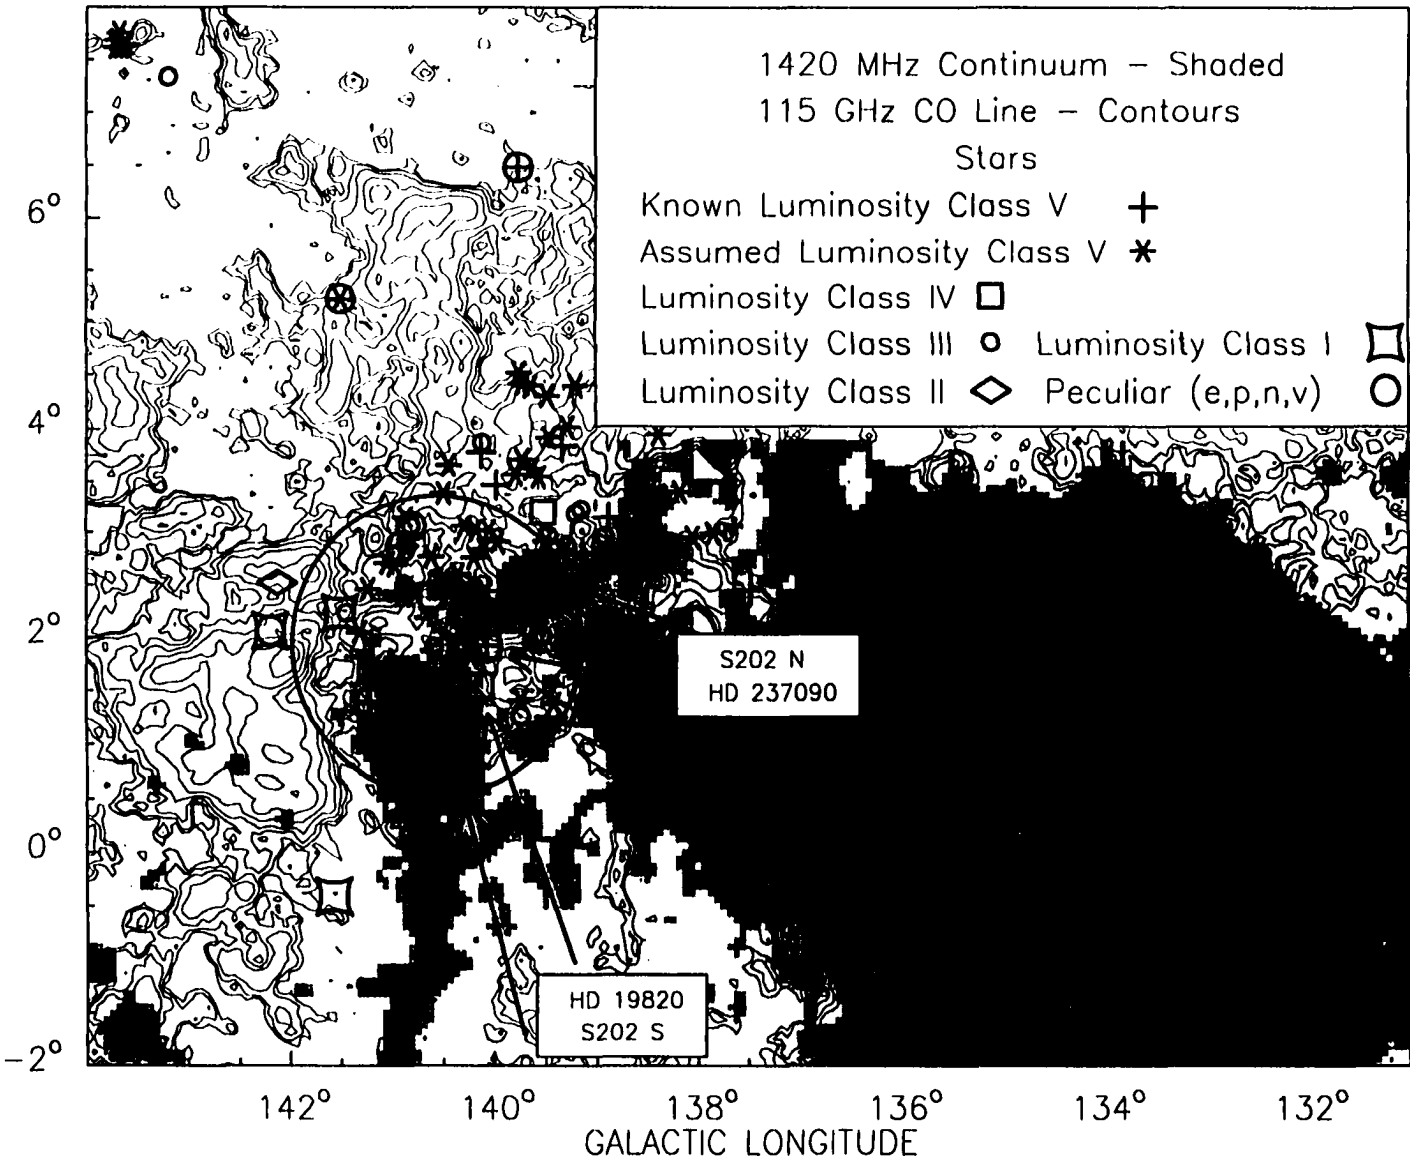 1420 MHz Continuum – Shaded
115 GHz CO Line – Contours
Stars
Known Luminosity Class V +
Assumed Luminosity Class V *
Luminosity Class IV
Luminosity Class III Luminosity Class I
Luminosity Class II Peculiar (e,p,n,v)
6°
4°
2°
0°
−2°
S202 N
HD 237090
HD 19820
S202 S
142° 140° 138° 136° 134° 132°
GALACTIC LONGITUDE